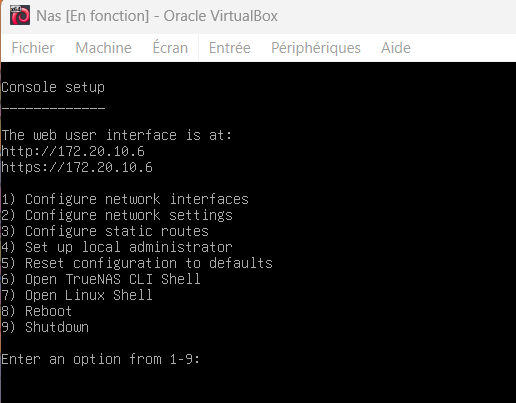 Nas [En fonction] - Oracle VirtualBox
Fichier Machine Écran Entrée Périphériques Aide
Console setup
-------------
The web user interface is at:
http://172.20.10.6
https://172.20.10.6
1) Configure network interfaces
2) Configure network settings
3) Configure static routes
4) Set up local administrator
5) Reset configuration to defaults
6) Open TrueNAS CLI Shell
7) Open Linux Shell
8) Reboot
9) Shutdown
Enter an option from 1-9: